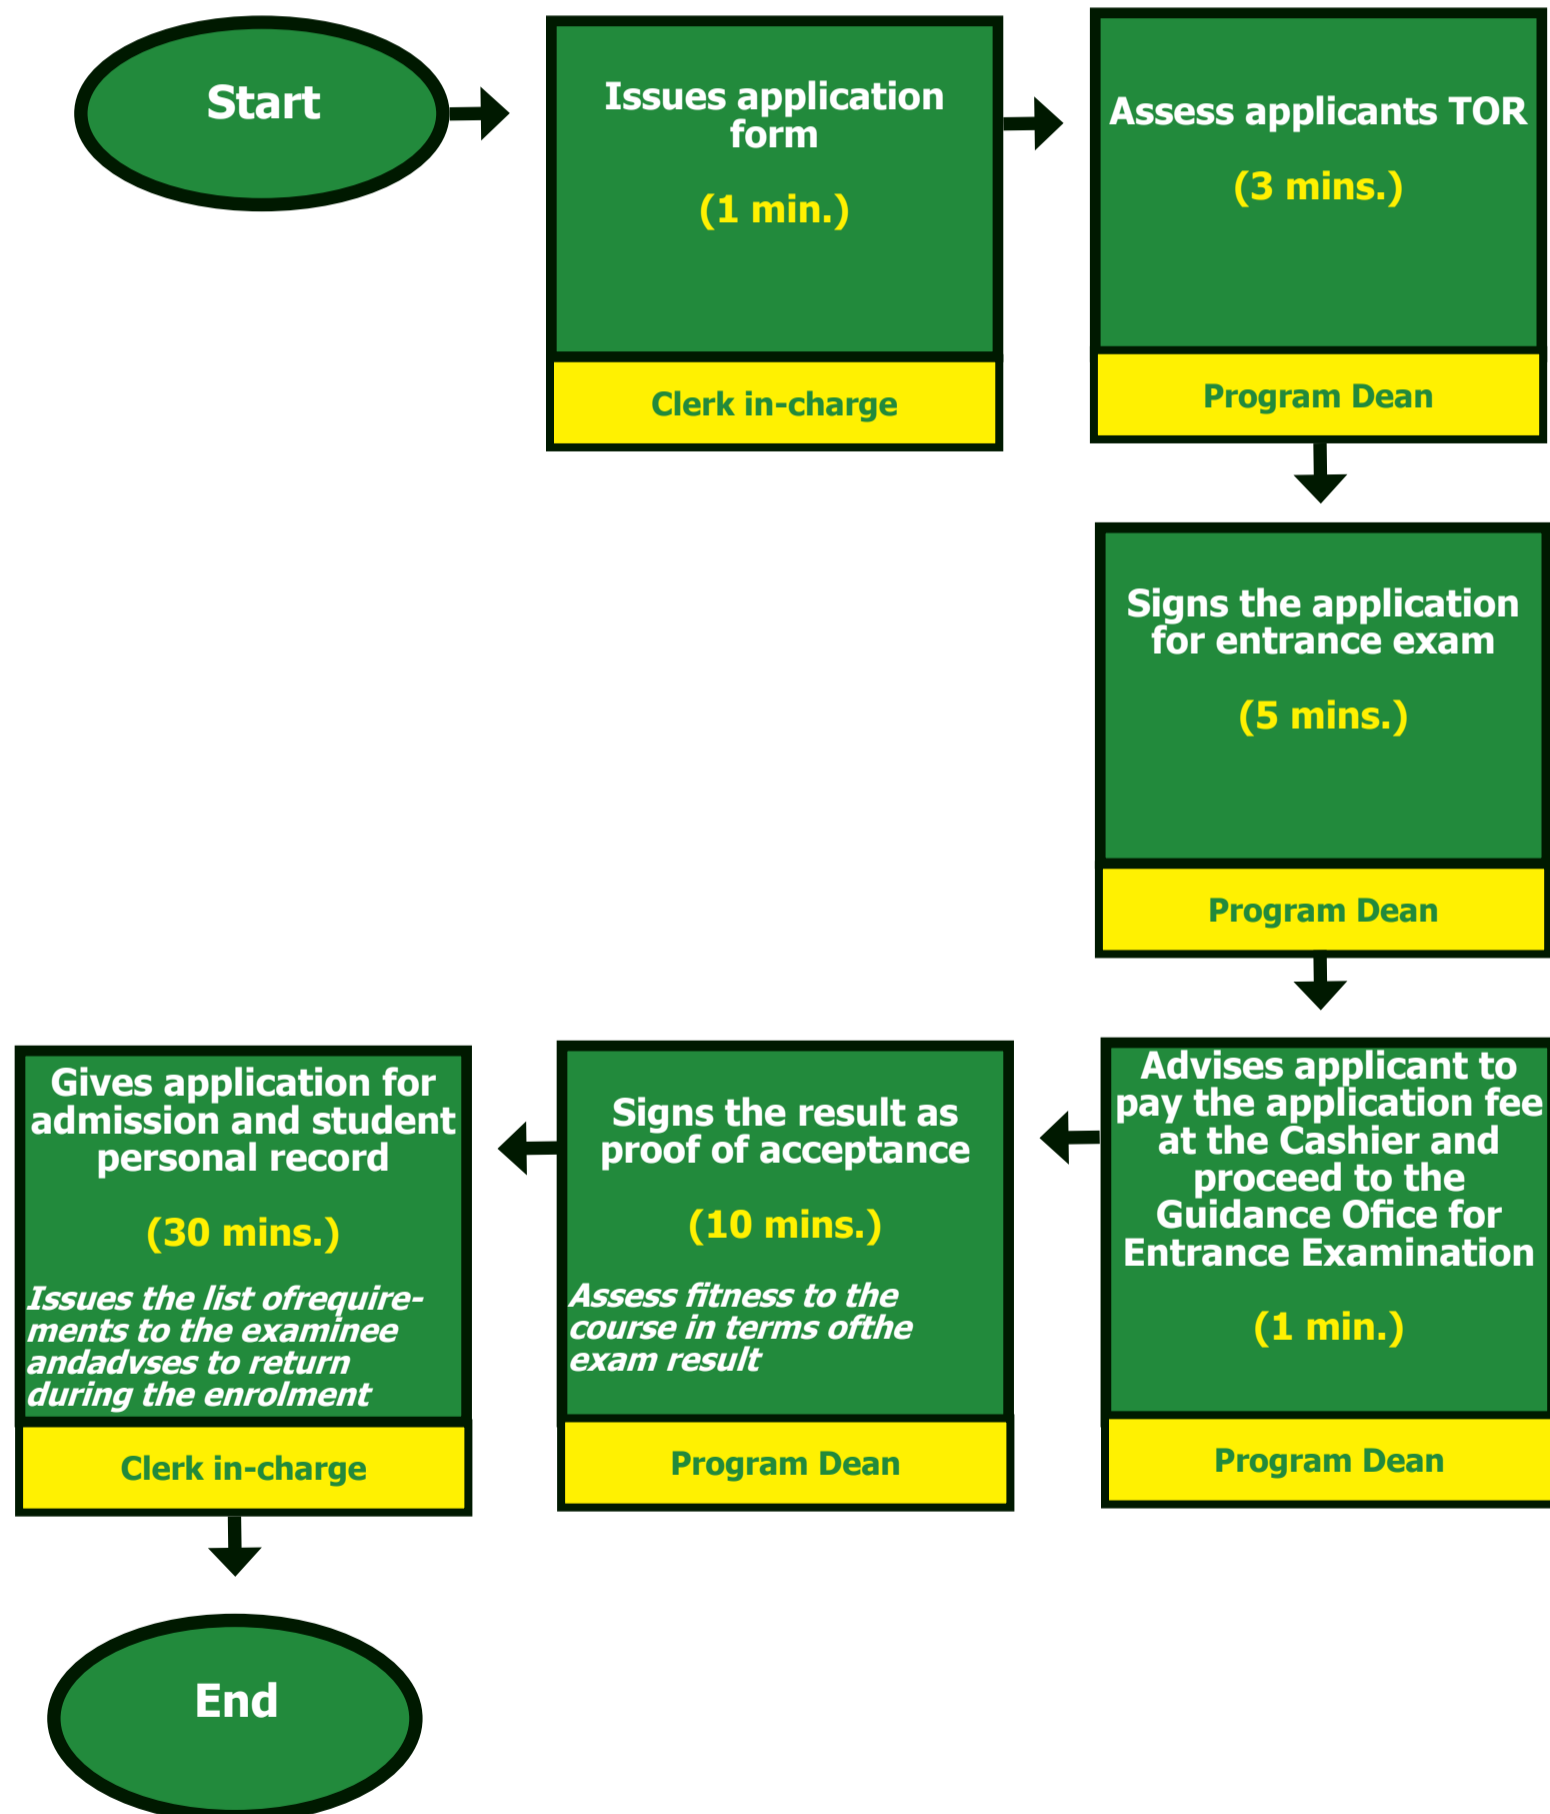 Start
Issues application
form
(1 min.)
Clerk in-charge
Assess applicants TOR
(3 mins.)
Program Dean
Signs the application
for entrance exam
(5 mins.)
Program Dean
Advises applicant to
pay the application fee
at the Cashier and
proceed to the
Guidance Ofice for
Entrance Examination
(1 min.)
Program Dean
Signs the result as
proof of acceptance
(10 mins.)
Assess fitness to the
course in terms ofthe
exam result
Program Dean
Gives application for
admission and student
personal record
(30 mins.)
Issues the list ofrequire-
ments to the examinee
andadvses to return
during the enrolment
Clerk in-charge
End